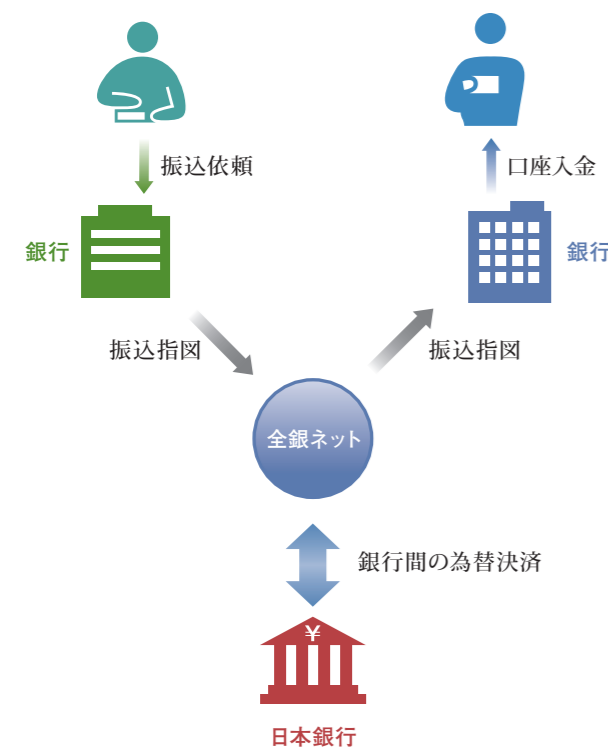 振込依頼
口座入金
銀行
銀行
振込指図
振込指図
全銀ネット
銀行間の為替決済
¥
日本銀行